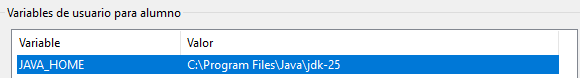 Variables de usuario para alumno
Variable Valor
JAVA_HOME C:\Program Files\Java\jdk-25